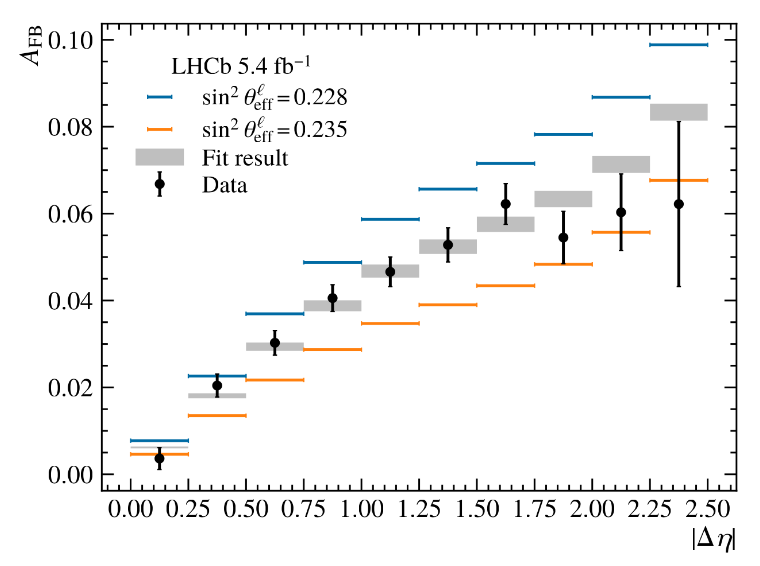 A_FB
0.10
0.08
0.06
0.04
0.02
0.00
LHCb 5.4 fb⁻¹
sin² θ^ℓ_eff = 0.228
sin² θ^ℓ_eff = 0.235
Fit result
Data
0.00 0.25 0.50 0.75 1.00 1.25 1.50 1.75 2.00 2.25 2.50
|Δη|